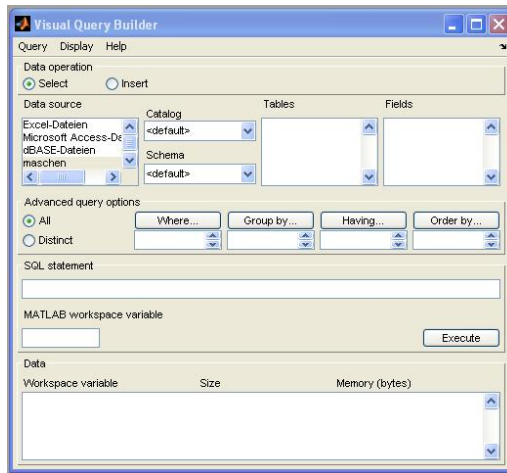 Visual Query Builder
Query Display Help
Data operation
Select Insert
Data source
Excel-Dateien
Microsoft Access-Da
dBASE-Dateien
maschen
Catalog
<default>
Schema
<default>
Tables
Fields
Advanced query options
All
Distinct
Where... Group by... Having... Order by...
SQL statement
MATLAB workspace variable
Execute
Data
Workspace variable Size Memory (bytes)